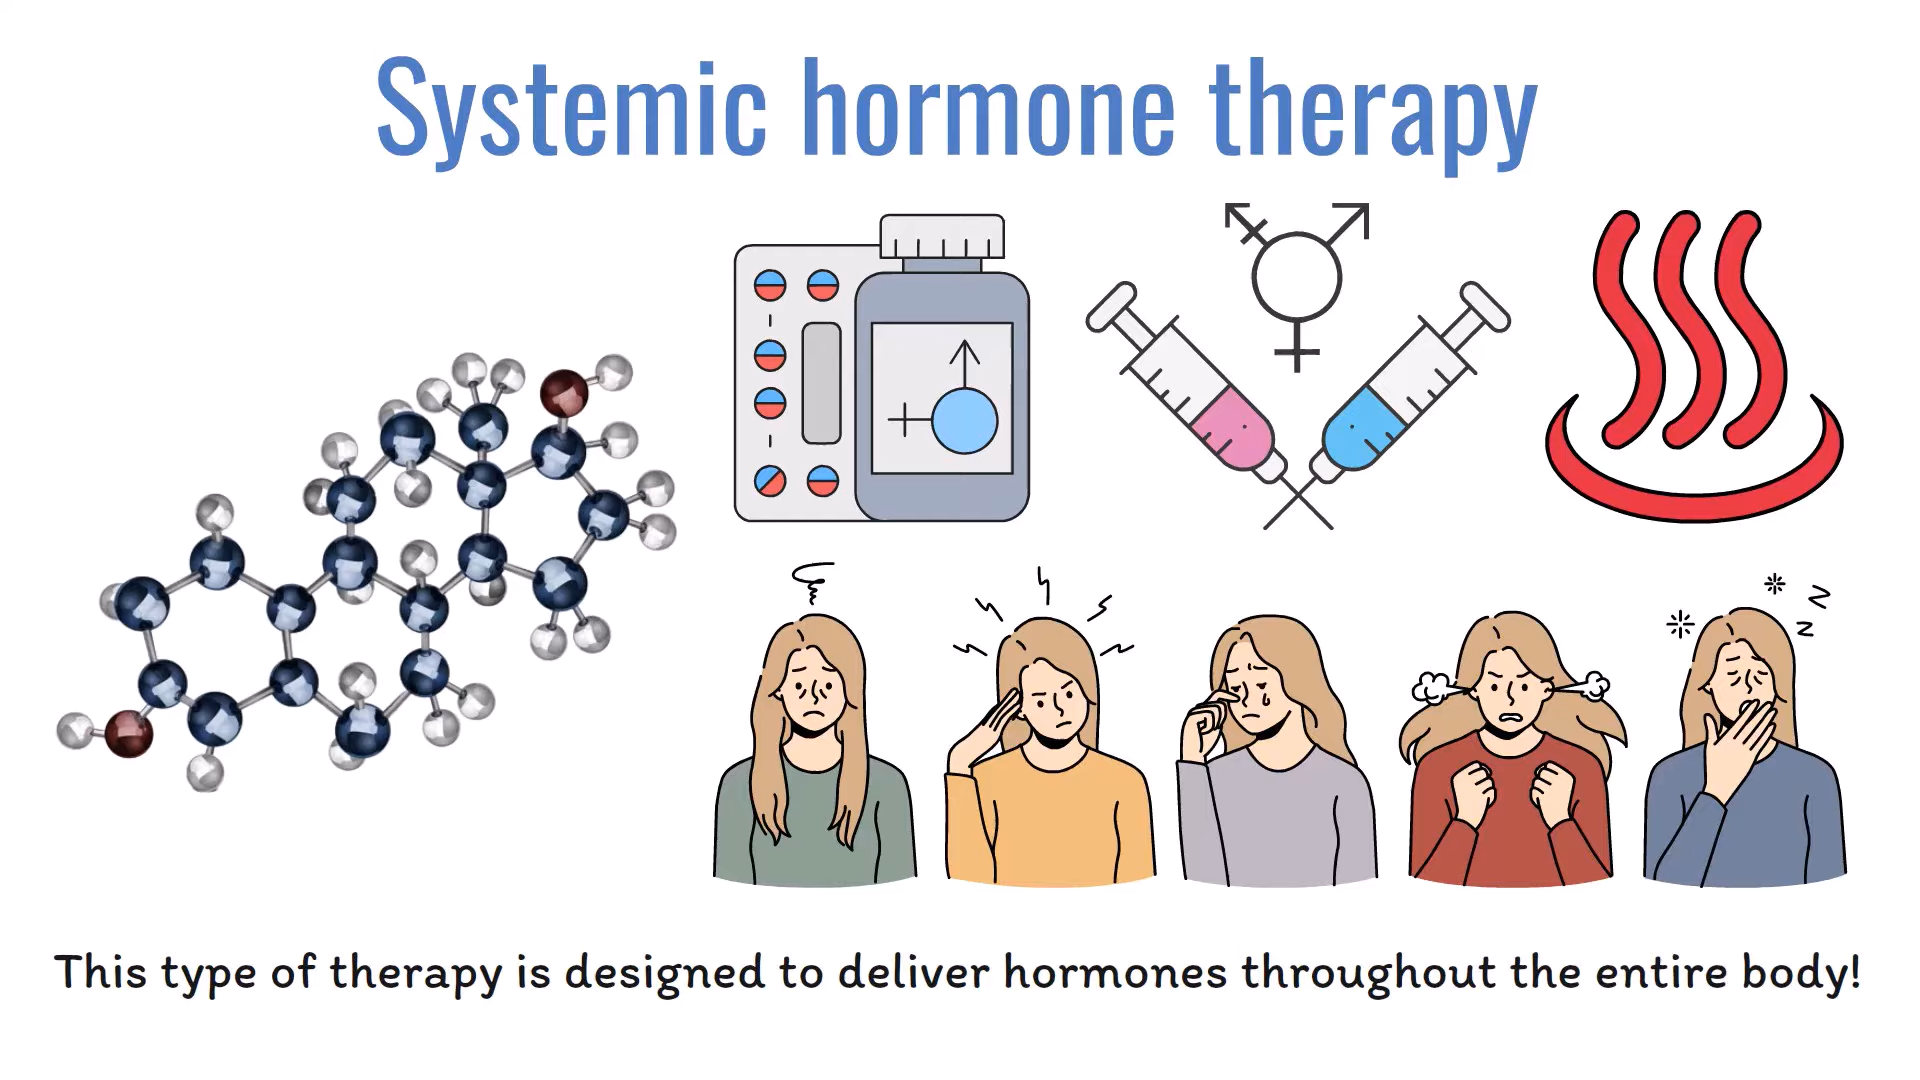 Systemic hormone therapy
z
z
This type of therapy is designed to deliver hormones throughout the entire body!